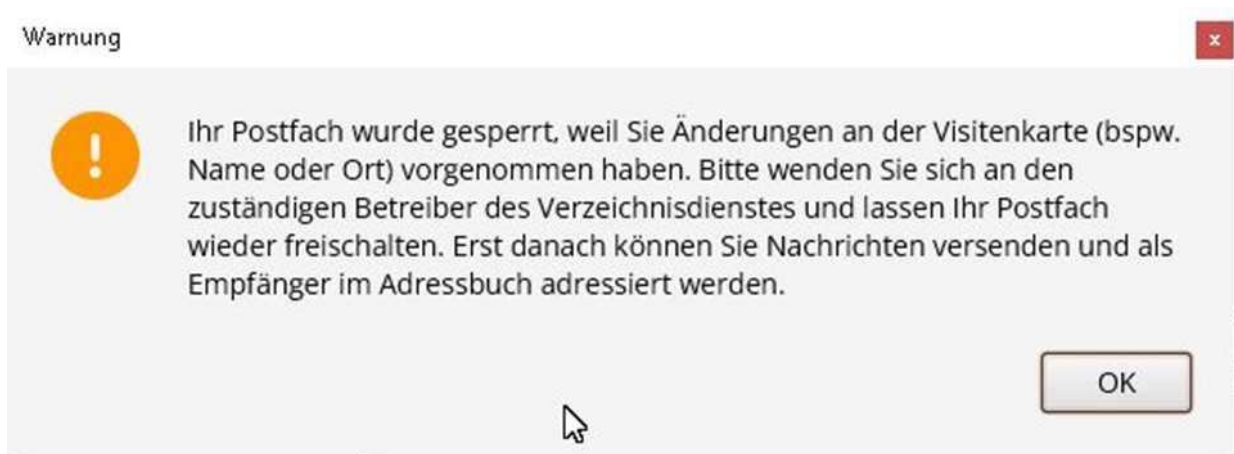 Warnung
x
Ihr Postfach wurde gesperrt, weil Sie Änderungen an der Visitenkarte (bspw.
Name oder Ort) vorgenommen haben. Bitte wenden Sie sich an den
zuständigen Betreiber des Verzeichnisdienstes und lassen Ihr Postfach
wieder freischalten. Erst danach können Sie Nachrichten versenden und als
Empfänger im Adressbuch adressiert werden.
OK